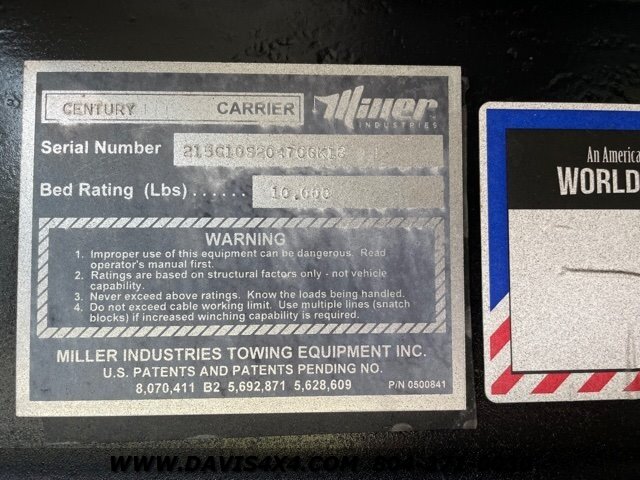 CENTURY CARRIER Miller
INDUSTRIES
Serial Number
Bed Rating (Lbs)...... 10,000
WARNING
1. Improper use of this equipment can be dangerous. Read
operator's manual first.
2. Ratings are based on structural factors only - not vehicle
capability.
3. Never exceed above ratings. Know the loads being handled.
4. Do not exceed cable working limit. Use multiple lines (snatch
blocks) if increased winching capability is required.
MILLER INDUSTRIES TOWING EQUIPMENT INC.
U.S. PATENTS AND PATENTS PENDING NO.
8,070,411 B2 5,692,871 5,628,609
P/N 0500841
An America
WORLD
WWW.DAVIS4X4.COM